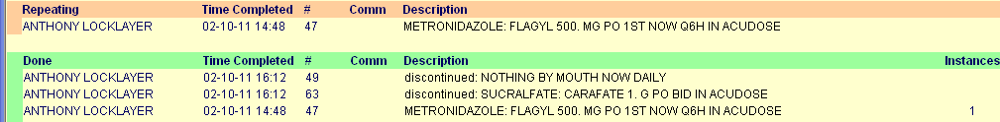 Repeating Time Completed # Comm Description
ANTHONY LOCKLAYER 02-10-11 14:48 47 METRONIDAZOLE: FLAGYL 500. MG PO 1ST NOW Q6H IN ACUDOSE
Done Time Completed # Comm Description Instances
ANTHONY LOCKLAYER 02-10-11 16:12 49 discontinued: NOTHING BY MOUTH NOW DAILY
ANTHONY LOCKLAYER 02-10-11 16:12 63 discontinued: SUCRALFATE: CARAFATE 1. G PO BID IN ACUDOSE
ANTHONY LOCKLAYER 02-10-11 14:48 47 METRONIDAZOLE: FLAGYL 500. MG PO 1ST NOW Q6H IN ACUDOSE 1